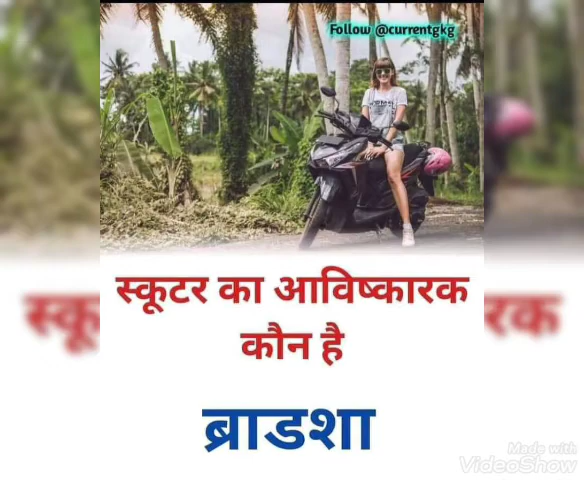 Follow @currentgkg
स्कूटर का आविष्कारक
कौन है
ब्राडशा
Made with
VideoShow